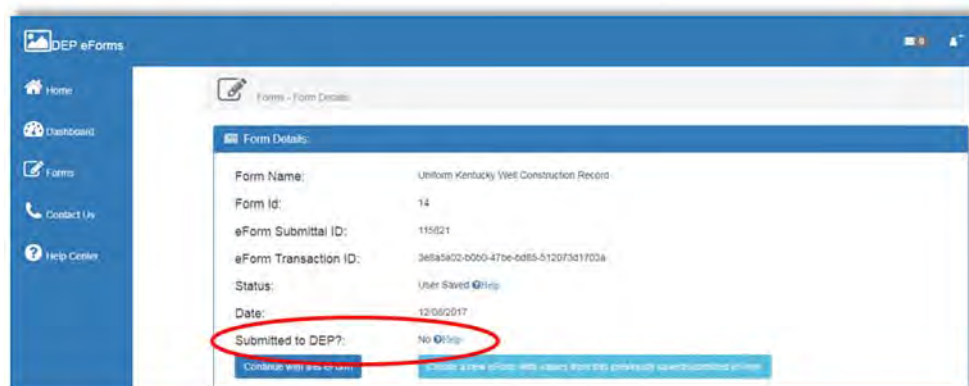 DEP eForms
0
Home
Dashboard
Forms
Contact Us
Help Center
Forms - Form Details
Form Details:
Form Name: Uniform Kentucky Well Construction Record
Form Id: 14
eForm Submittal ID: 115821
eForm Transaction ID:
Status: User Saved Help
Date: 12/08/2017
Submitted to DEP?: No Help
Continue with this eForm
Create a new eForm with values from this previously saved/submitted eForm